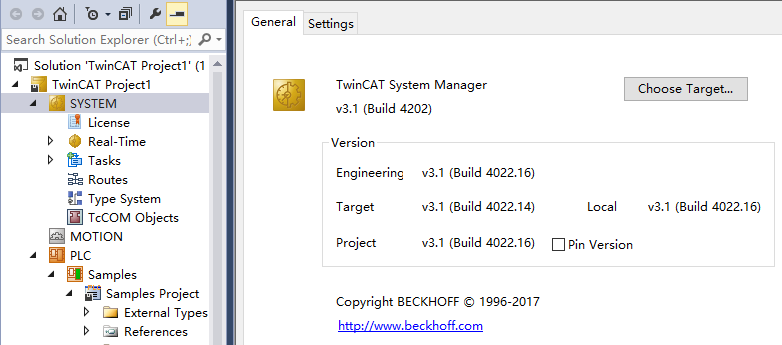 Search Solution Explorer (Ctrl+;)
Solution 'TwinCAT Project1' (1
TwinCAT Project1
SYSTEM
License
Real-Time
Tasks
Routes
Type System
TcCOM Objects
MOTION
PLC
Samples
Samples Project
External Types
References
General Settings
TwinCAT System Manager
v3.1 (Build 4202)
Choose Target...
Version
Engineering v3.1 (Build 4022.16)
Target v3.1 (Build 4022.14) Local v3.1 (Build 4022.16)
Project v3.1 (Build 4022.16) Pin Version
Copyright BECKHOFF © 1996-2017
http://www.beckhoff.com